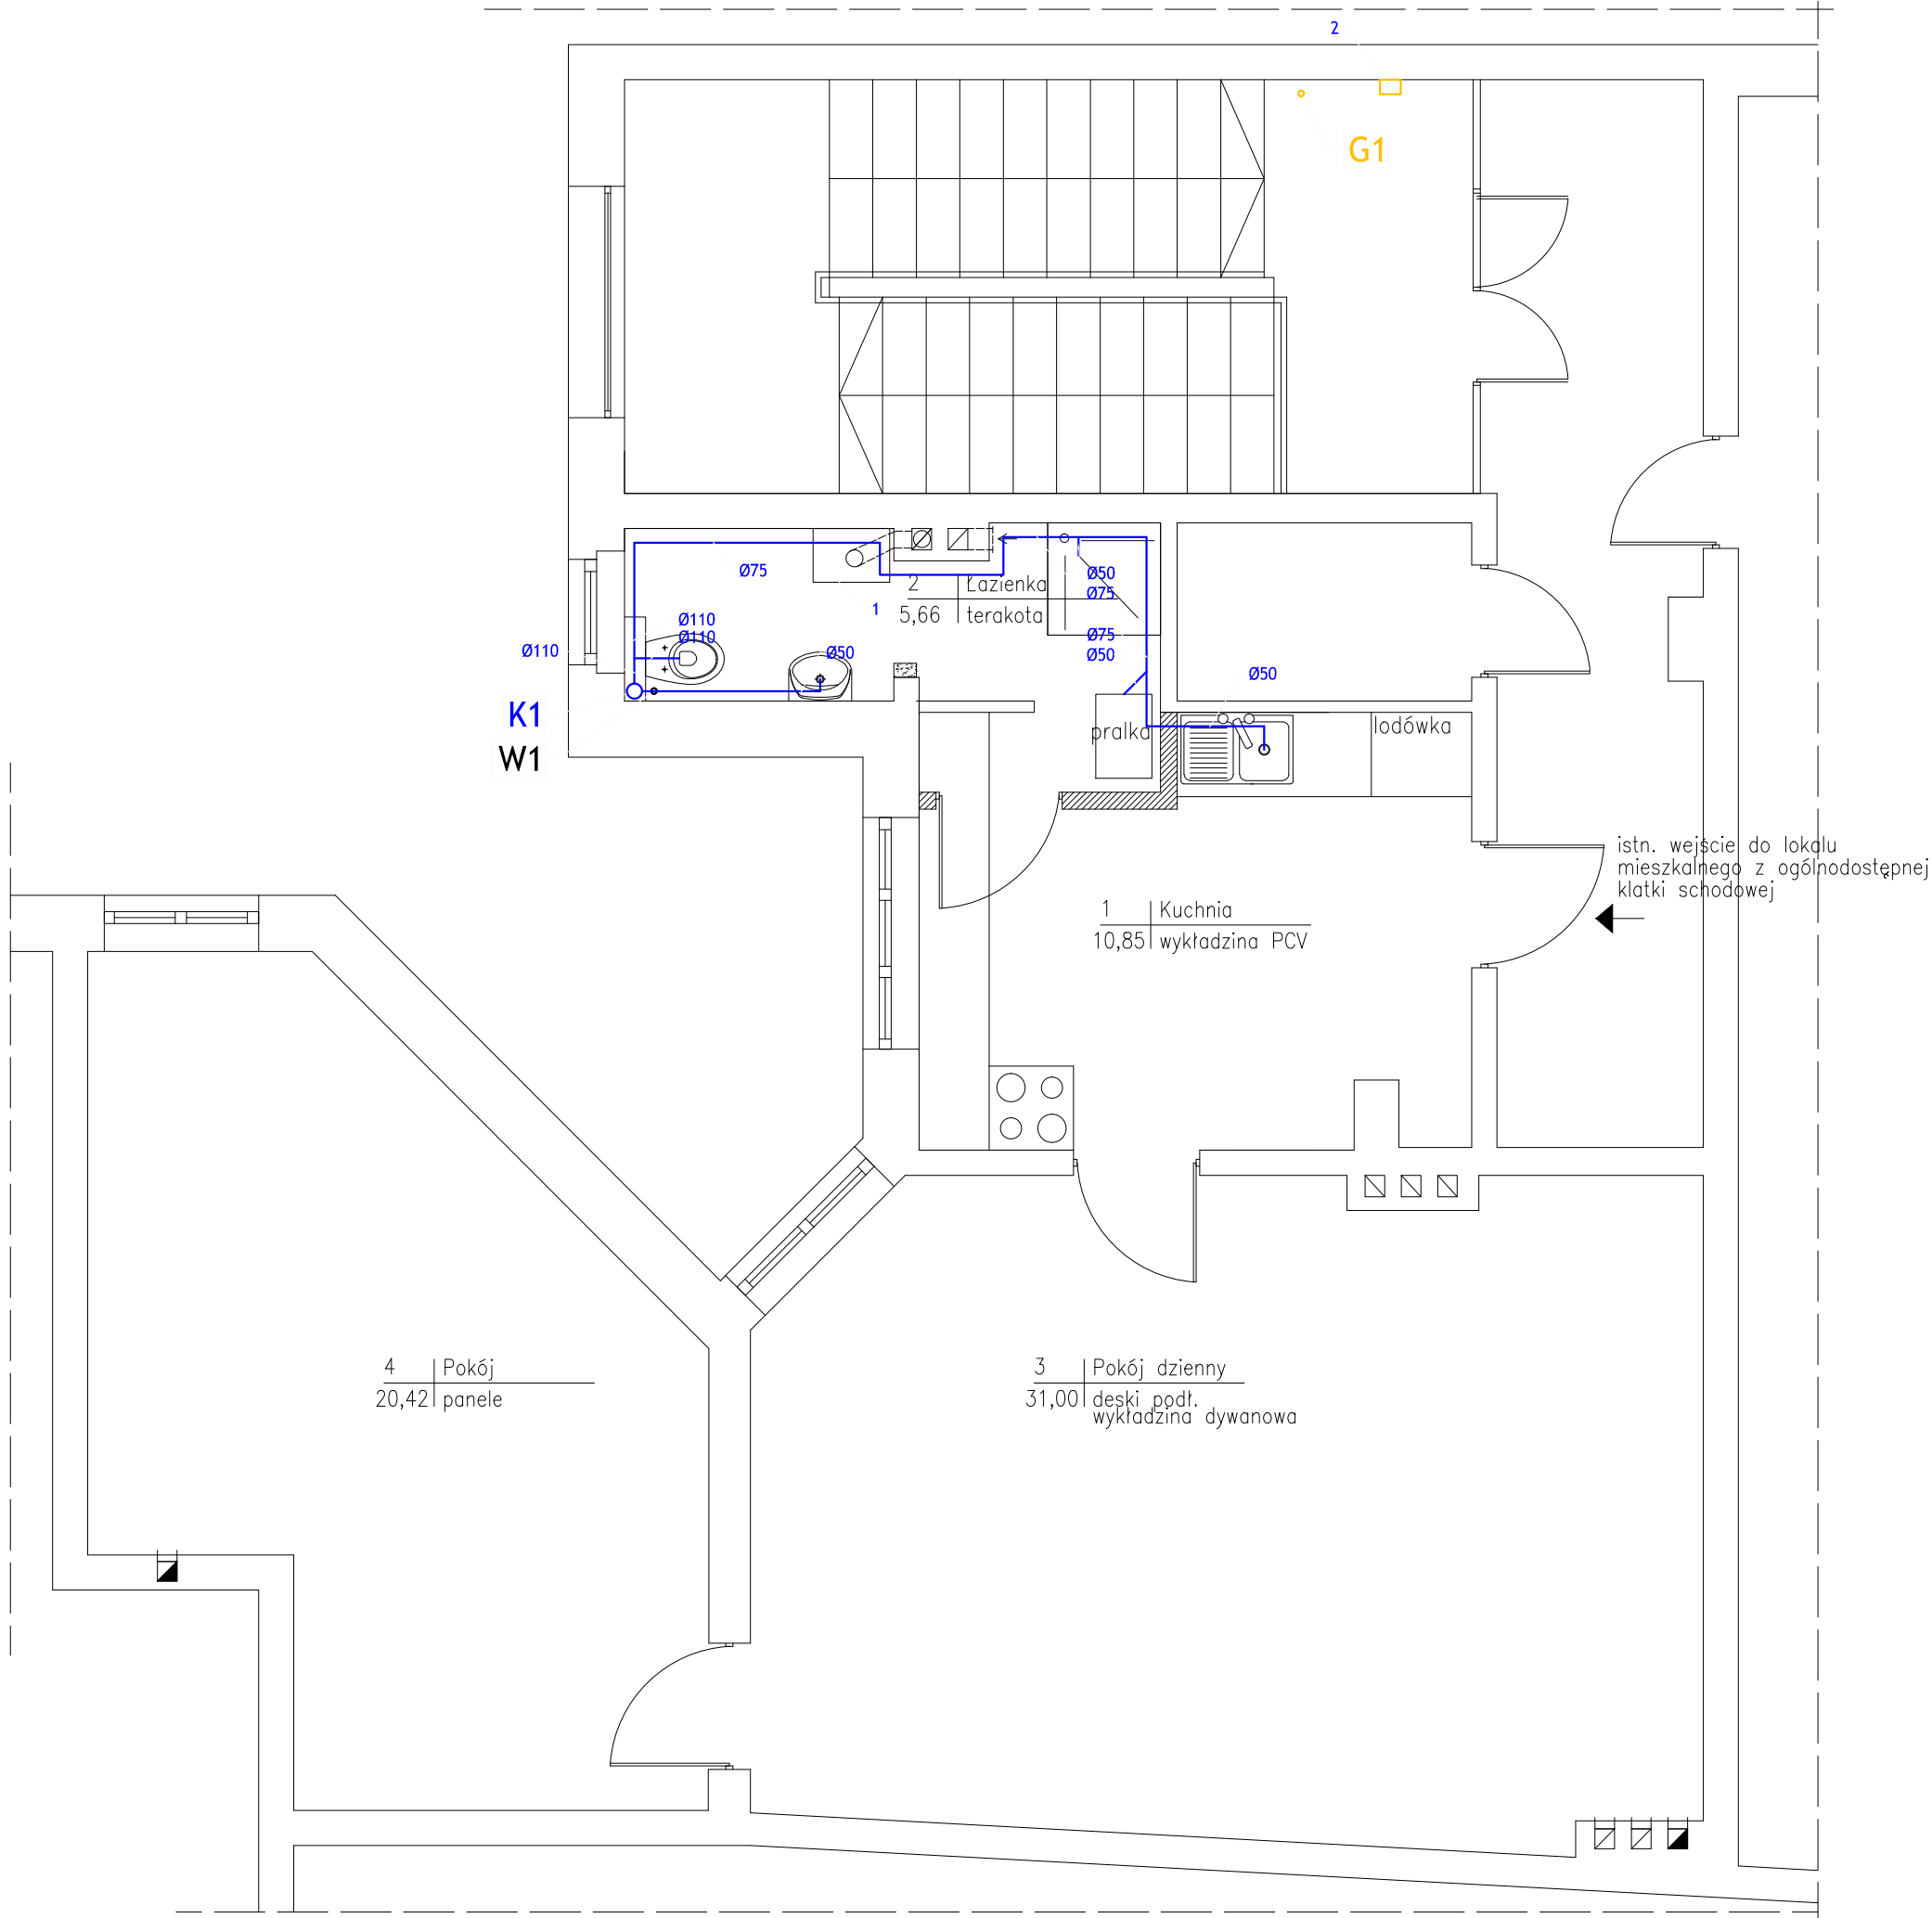 2
G1
Ø75
1
2 Łazienka
5,66 terakota
Ø50
Ø75
Ø75
Ø50
Ø110
Ø110
Ø110
Ø50
Ø50
K1
W1
pralka
lodówka
istn. wejście do lokalu
mieszkalnego z ogólnodostępnej
klatki schodowej
1 Kuchnia
10,85 wykładzina PCV
4 Pokój
20,42 panele
3 Pokój dzienny
31,00 deski podł.
wykładzina dywanowa